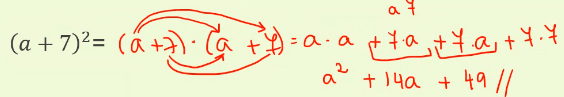 a 7
(a + 7)²= (a +7) · (a + 7) = a · a + 7·a + 7·a + 7·7
a² + 14a + 49 //